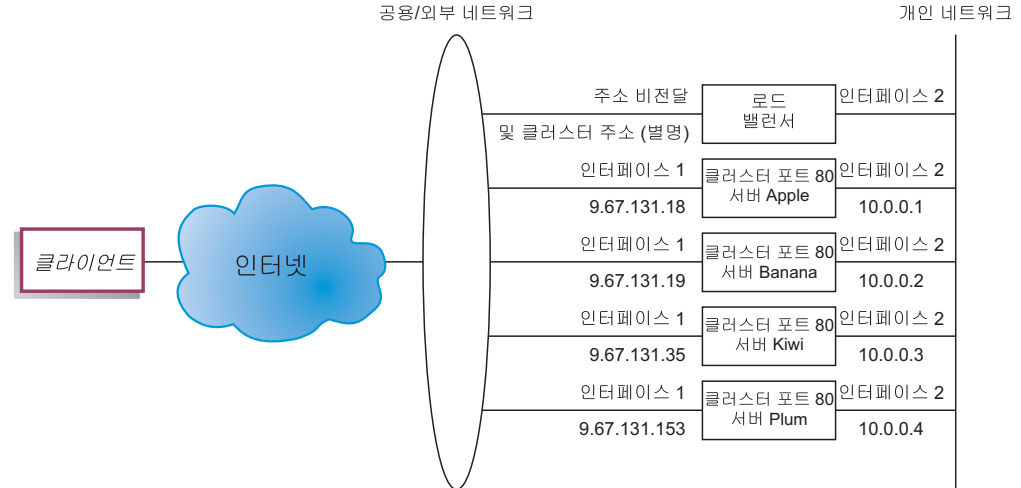 공용/외부 네트워크
개인 네트워크
주소 비전달
및 클러스터 주소 (별명)
로드
밸런서
인터페이스 2
인터페이스 1
9.67.131.18
클러스터 포트 80
서버 Apple
인터페이스 2
10.0.0.1
클라이언트
인터넷
인터페이스 1
9.67.131.19
클러스터 포트 80
서버 Banana
인터페이스 2
10.0.0.2
인터페이스 1
9.67.131.35
클러스터 포트 80
서버 Kiwi
인터페이스 2
10.0.0.3
인터페이스 1
9.67.131.153
클러스터 포트 80
서버 Plum
인터페이스 2
10.0.0.4